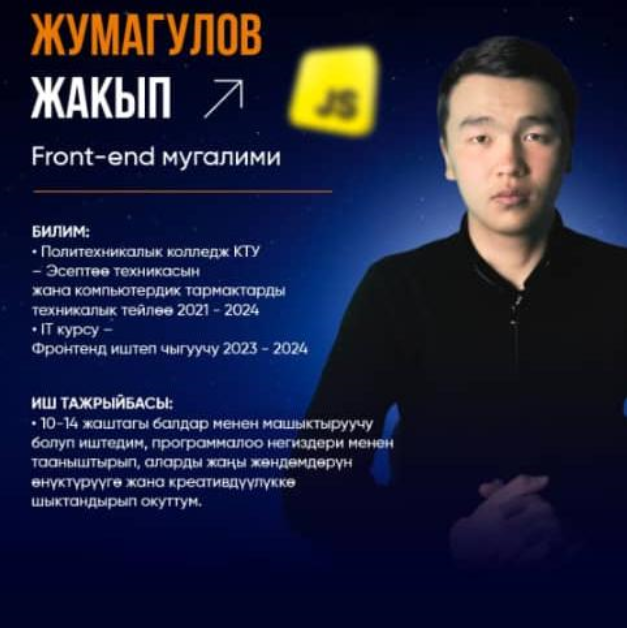 ЖУМАГУЛОВ
ЖАКЫП
JS
Front-end мугалими
БИЛИМ:
• Политехникалык колледж КТУ
– Эсептөө техникасын
жана компьютердик тармактарды
техникалык тейлөө 2021 - 2024
• IT курсу –
Фронтенд иштеп чыгуучу 2023 - 2024
ИШ ТАЖРЫЙБАСЫ:
• 10-14 жаштагы балдар менен машыктыруучу
болуп иштедим, программалоо негиздери менен
тааныштырып, аларды жаңы жөндөмдөрүн
өнүктүрүүгө жана креативдүүлүккө
шыктандырып окуттум.